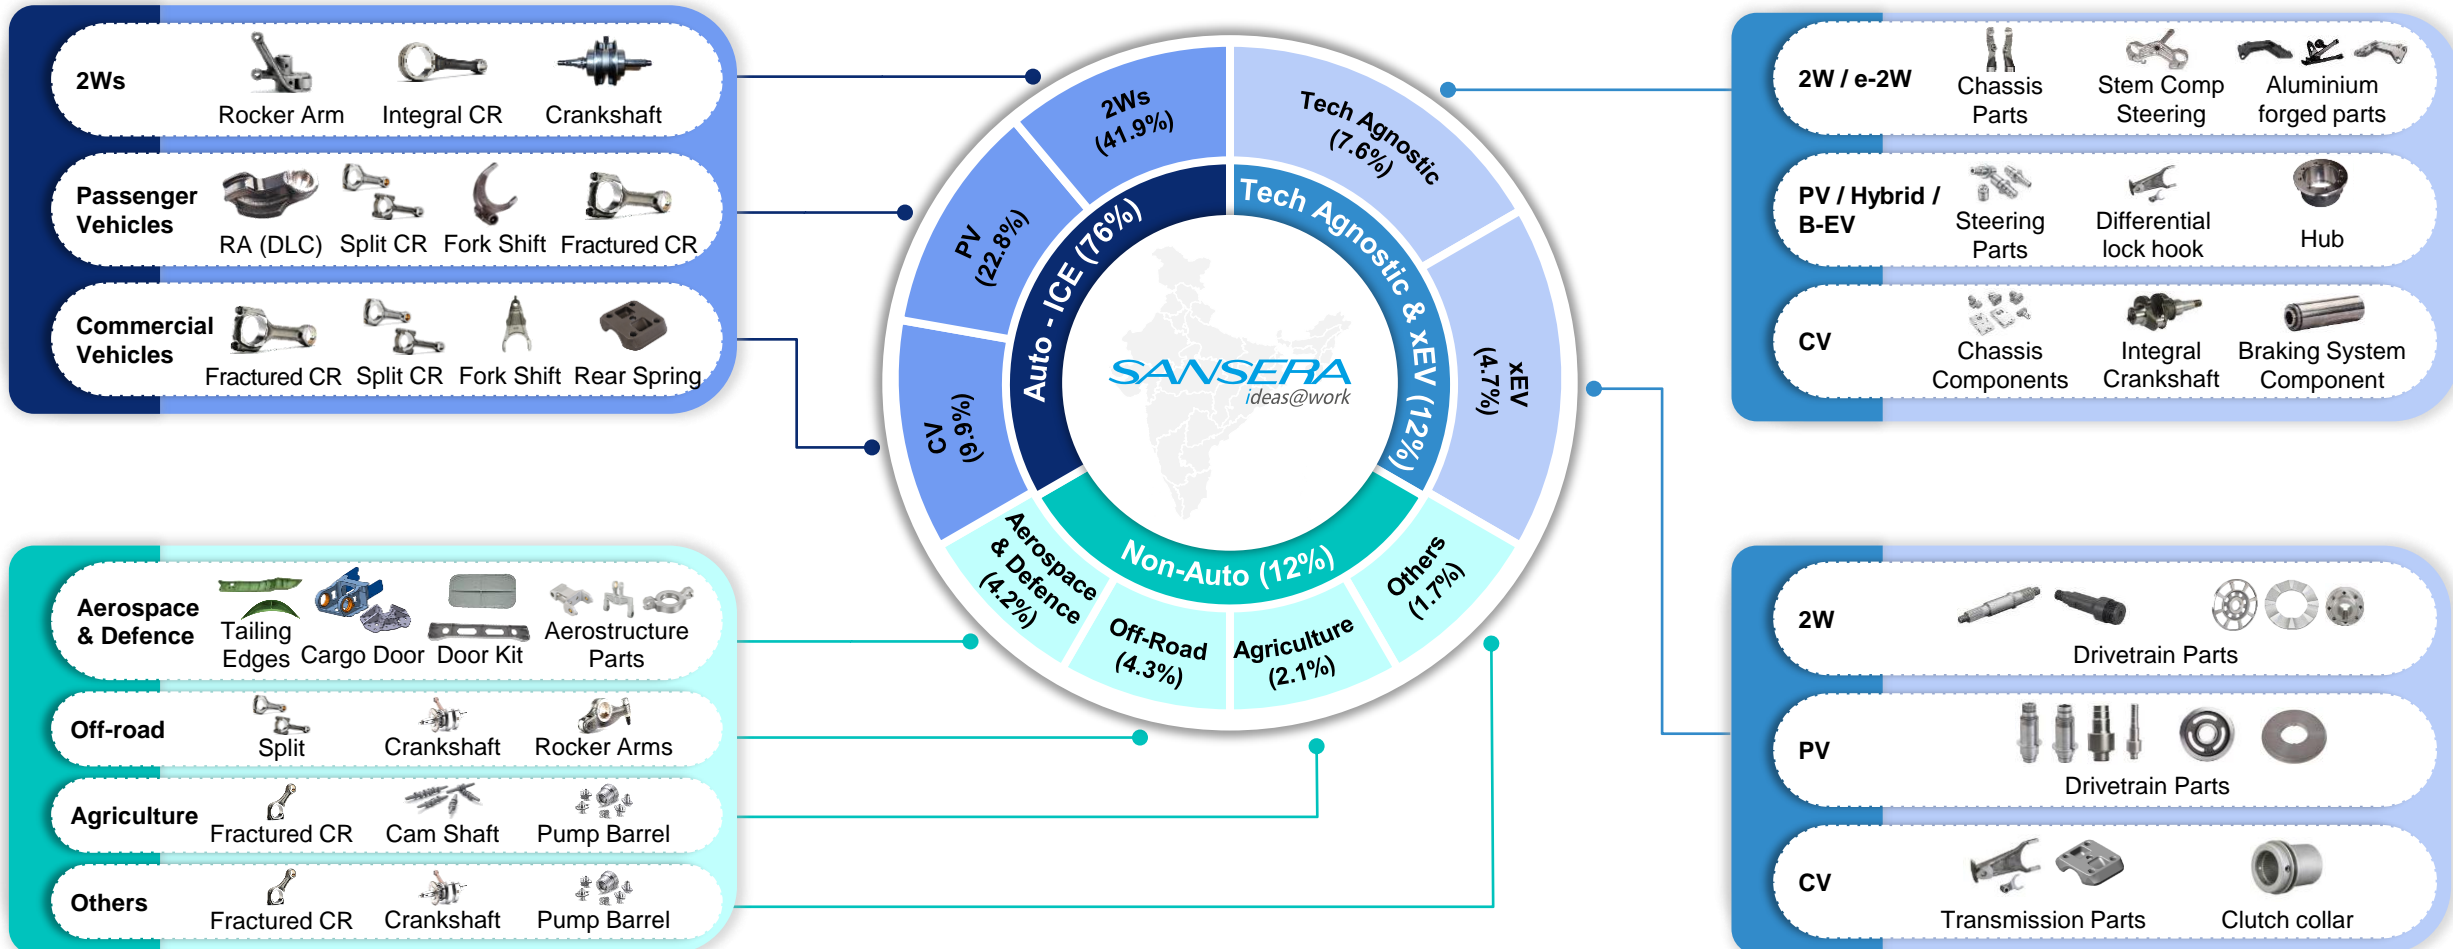 2Ws
Rocker Arm
Integral CR
Crankshaft
Passenger
Vehicles
RA (DLC)
Split CR
Fork Shift
Fractured CR
Commercial
Vehicles
Fractured CR
Split CR
Fork Shift
Rear Spring
Aerospace
& Defence
Tailing
Edges
Cargo Door
Door Kit
Aerostructure
Parts
Off-road
Split
Crankshaft
Rocker Arms
Agriculture
Fractured CR
Cam Shaft
Pump Barrel
Others
Fractured CR
Crankshaft
Pump Barrel
2Ws
(41.9%)
PV
(22.8%)
CV
(9.9%)
Auto - ICE (76%)
Tech Agnostic
(7.6%)
xEV
(4.7%)
Tech Agnostic & xEV (12%)
Aerospace
& Defence
(4.2%)
Off-Road
(4.3%)
Agriculture
(2.1%)
Others
(1.7%)
Non-Auto (12%)
SANSERA
ideas@work
2W / e-2W
Chassis
Parts
Stem Comp
Steering
Aluminium
forged parts
PV / Hybrid /
B-EV
Steering
Parts
Differential
lock hook
Hub
CV
Chassis
Components
Integral
Crankshaft
Braking System
Component
2W
Drivetrain Parts
PV
Drivetrain Parts
CV
Transmission Parts
Clutch collar